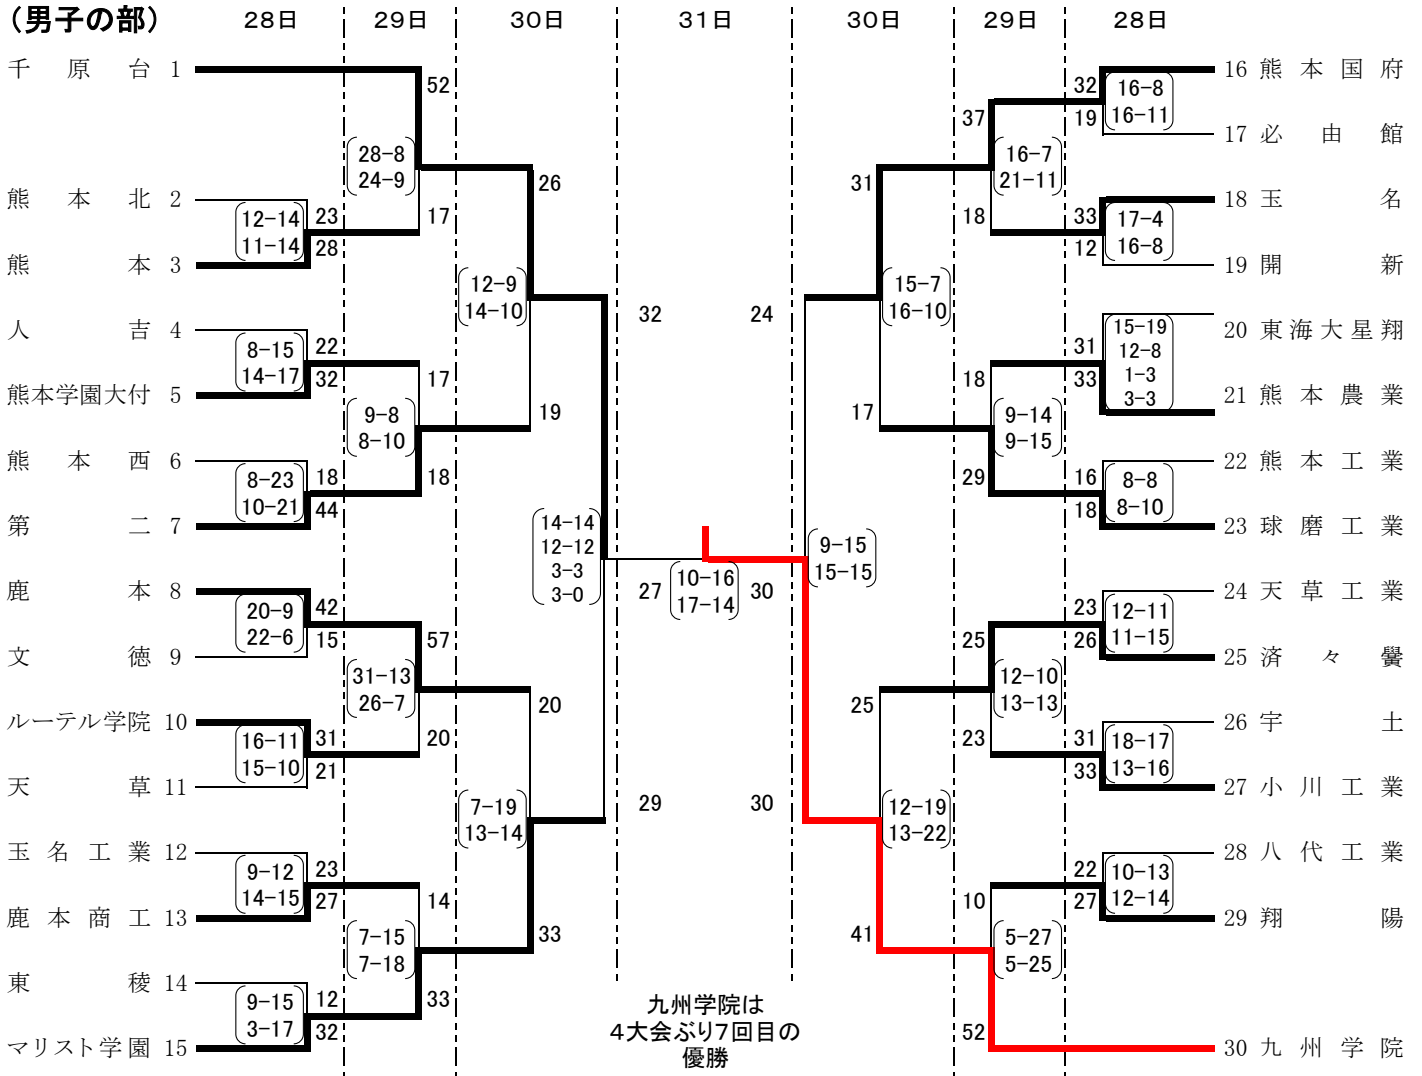 (男子の部)
28日
29日
30日
31日
30日
29日
28日
千原台 1
熊本北 2
熊本 3
人吉 4
熊本学園大付 5
熊本西 6
第二 7
鹿本 8
文徳 9
ルーテル学院 10
天草 11
玉名工業 12
鹿本商工 13
東稜 14
マリスト学園 15
12-14
11-14
23
28
8-15
14-17
22
32
8-23
10-21
18
44
20-9
22-6
42
15
16-11
15-10
31
21
9-12
14-15
23
27
9-15
3-17
12
32
52
28-8
24-9
17
17
9-8
8-10
18
57
31-13
26-7
20
14
7-15
7-18
33
26
12-9
14-10
19
20
7-19
13-14
33
32
14-14
12-12
3-3
3-0
29
27
10-16
17-14
30
24
9-15
15-15
30
31
15-7
16-10
17
25
12-19
13-22
41
37
16-7
21-11
18
18
9-14
9-15
29
25
12-10
13-13
23
10
5-27
5-25
52
32
19
16-8
16-11
33
12
17-4
16-8
31
33
15-19
12-8
1-3
3-3
16
18
8-8
8-10
23
26
12-11
11-15
31
33
18-17
13-16
22
27
10-13
12-14
16 熊本国府
17 必由館
18 玉名
19 開新
20 東海大星翔
21 熊本農業
22 熊本工業
23 球磨工業
24 天草工業
25 済々黌
26 宇土
27 小川工業
28 八代工業
29 翔陽
30 九州学院
九州学院は
4大会ぶり7回目の
優勝